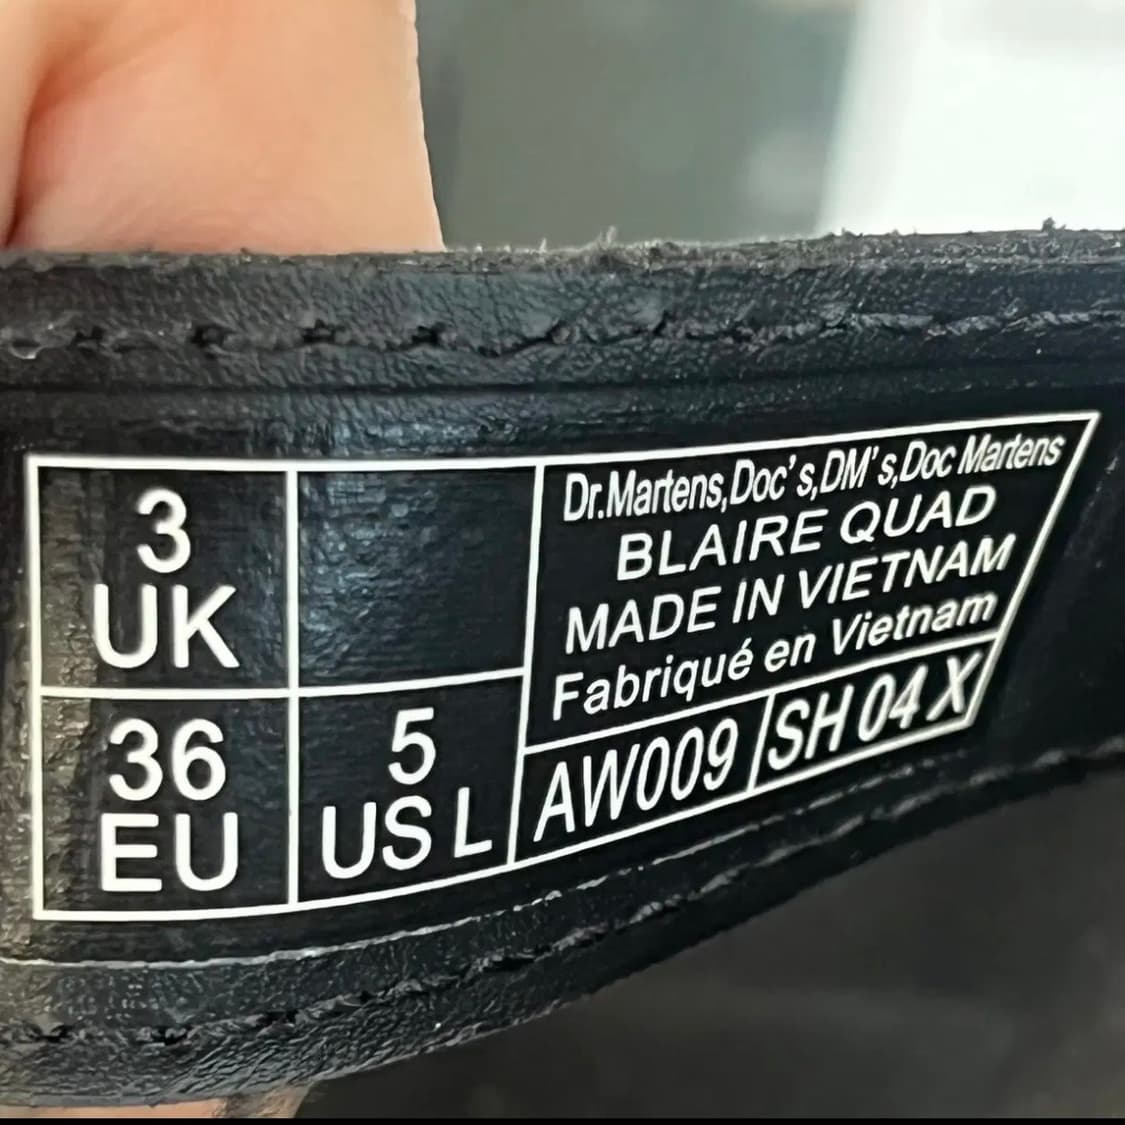 3
UK
36
EU
5
US L
Dr.Martens,Doc's,DM's,Doc Martens
BLAIRE QUAD
MADE IN VIETNAM
Fabriqué en Vietnam
AW009 SH 04 X